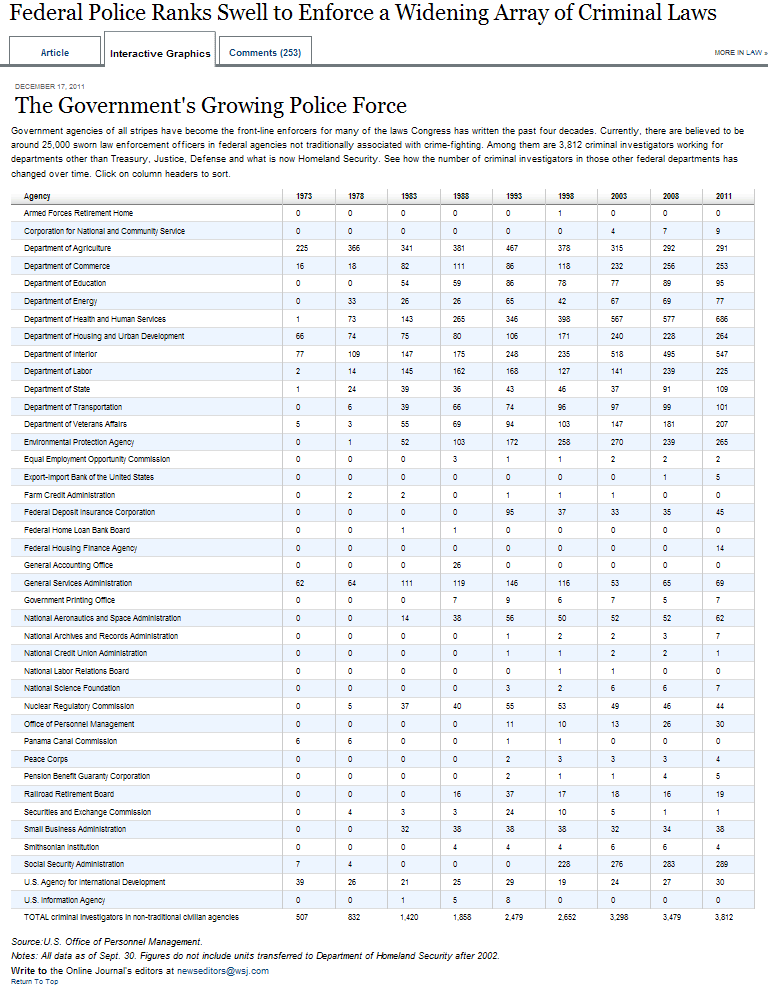 Federal Police Ranks Swell to Enforce a Widening Array of Criminal Laws
Article Interactive Graphics Comments (253) MORE IN LAW »
DECEMBER 17, 2011
The Government's Growing Police Force
Government agencies of all stripes have become the front-line enforcers for many of the laws Congress has written the past four decades. Currently, there are believed to be
around 25,000 sworn law enforcement officers in federal agencies not traditionally associated with crime-fighting. Among them are 3,812 criminal investigators working for
departments other than Treasury, Justice, Defense and what is now Homeland Security. See how the number of criminal investigators in those other federal departments has
changed over time. Click on column headers to sort.
Agency 1973 1978 1983 1988 1993 1998 2003 2008 2011
Armed Forces Retirement Home 0 0 0 0 0 1 0 0 0
Corporation for National and Community Service 0 0 0 0 0 0 4 7 9
Department of Agriculture 225 366 341 381 467 378 315 292 291
Department of Commerce 16 18 82 111 86 118 232 256 253
Department of Education 0 0 54 59 86 78 77 89 95
Department of Energy 0 33 26 26 65 42 67 69 77
Department of Health and Human Services 1 73 143 265 346 398 567 577 686
Department of Housing and Urban Development 66 74 75 80 106 171 240 228 264
Department of Interior 77 109 147 175 248 235 518 495 547
Department of Labor 2 14 145 162 168 127 141 239 225
Department of State 1 24 39 36 43 46 37 91 109
Department of Transportation 0 6 39 66 74 96 97 99 101
Department of Veterans Affairs 5 3 55 69 94 103 147 181 207
Environmental Protection Agency 0 1 52 103 172 258 270 239 265
Equal Employment Opportunity Commission 0 0 0 3 1 1 2 2 2
Export-Import Bank of the United States 0 0 0 0 0 0 0 1 5
Farm Credit Administration 0 2 2 0 1 1 1 0 0
Federal Deposit Insurance Corporation 0 0 0 0 95 37 33 35 45
Federal Home Loan Bank Board 0 0 1 1 0 0 0 0 0
Federal Housing Finance Agency 0 0 0 0 0 0 0 0 14
General Accounting Office 0 0 0 26 0 0 0 0 0
General Services Administration 62 64 111 119 146 116 53 65 69
Government Printing Office 0 0 0 7 9 6 7 5 7
National Aeronautics and Space Administration 0 0 14 38 56 50 52 52 62
National Archives and Records Administration 0 0 0 0 1 2 2 3 7
National Credit Union Administration 0 0 0 0 1 1 2 2 1
National Labor Relations Board 0 0 0 0 0 1 1 0 0
National Science Foundation 0 0 0 0 3 2 6 6 7
Nuclear Regulatory Commission 0 5 37 40 55 53 49 46 44
Office of Personnel Management 0 0 0 0 11 10 13 26 30
Panama Canal Commission 6 6 0 0 1 1 0 0 0
Peace Corps 0 0 0 0 2 3 3 3 4
Pension Benefit Guaranty Corporation 0 0 0 0 2 1 1 4 5
Railroad Retirement Board 0 0 0 16 37 17 18 16 19
Securities and Exchange Commission 0 4 3 3 24 10 5 1 1
Small Business Administration 0 0 32 38 38 38 32 34 38
Smithsonian Institution 0 0 0 4 4 4 6 6 4
Social Security Administration 7 4 0 0 0 228 276 283 289
U.S. Agency for International Development 39 26 21 25 29 19 24 27 30
U.S. Information Agency 0 0 1 5 8 0 0 0 0
TOTAL criminal investigators in non-traditional civilian agencies 507 832 1,420 1,858 2,479 2,652 3,298 3,479 3,812
Source:U.S. Office of Personnel Management.
Notes: All data as of Sept. 30. Figures do not include units transferred to Department of Homeland Security after 2002.
Write to the Online Journal's editors at newseditors@wsj.com
Return To Top